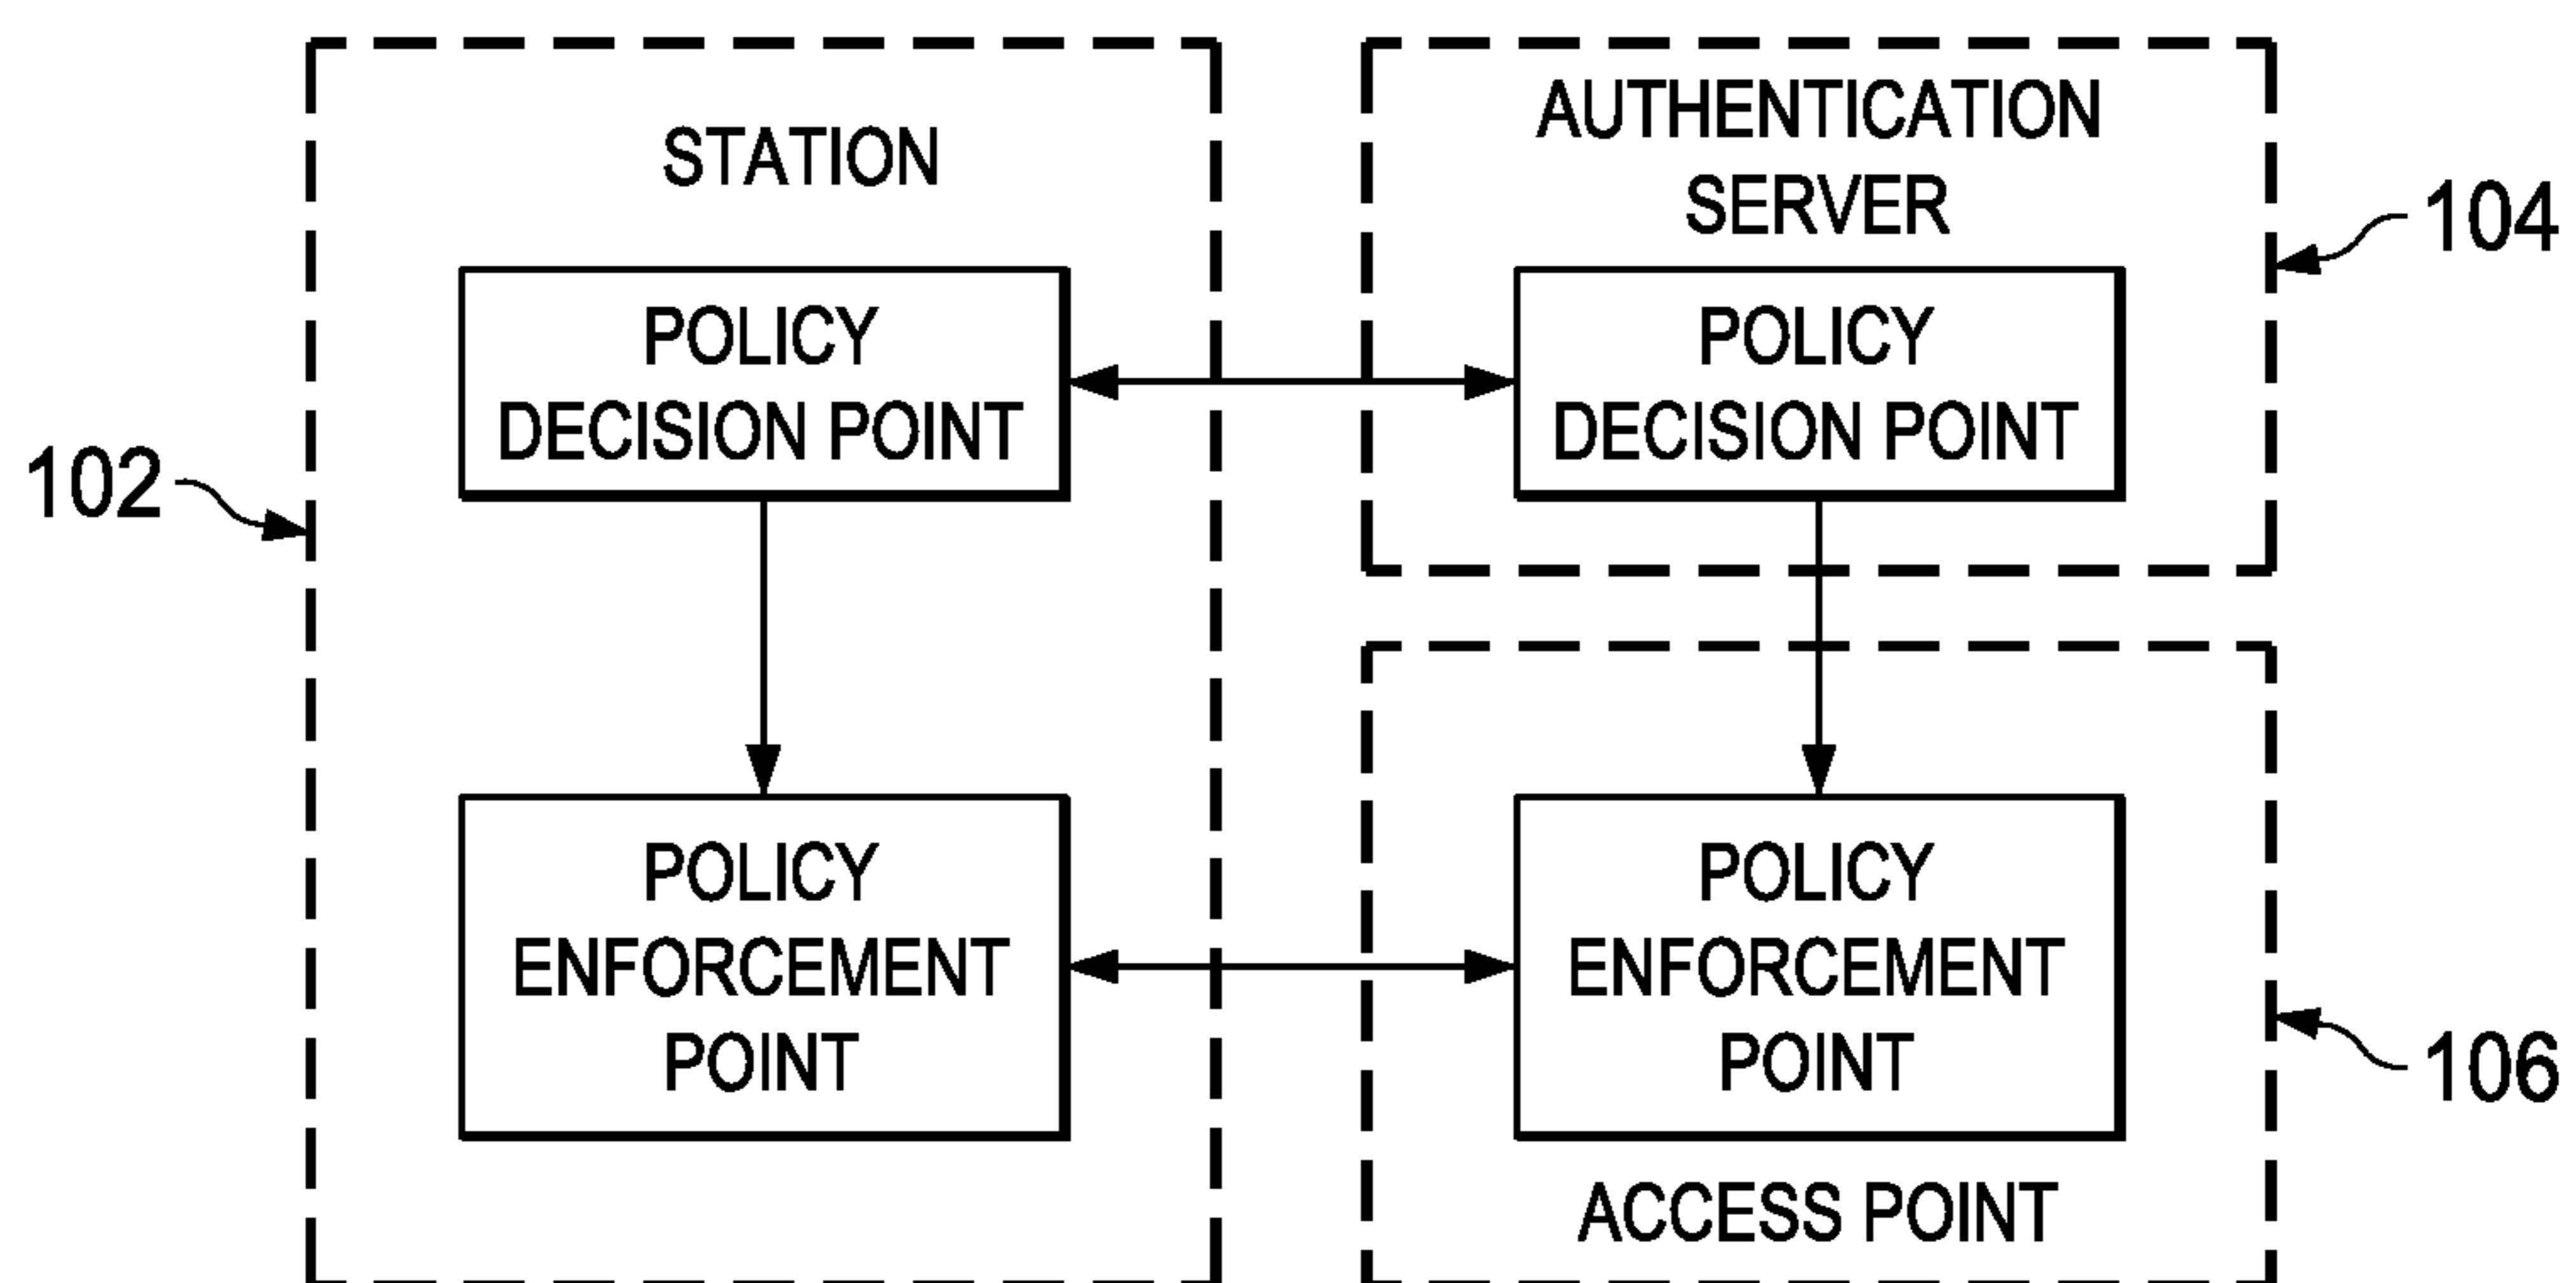 STATION
POLICY
DECISION POINT
POLICY
ENFORCEMENT
POINT
102
AUTHENTICATION
SERVER
POLICY
DECISION POINT
104
POLICY
ENFORCEMENT
POINT
ACCESS POINT
106